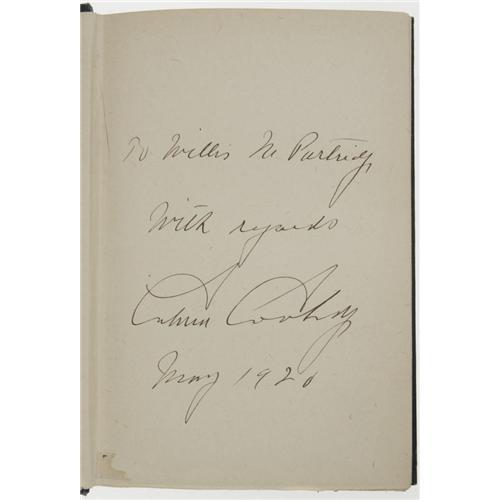 To Willis H Partridge
With regards
Calvin Coolidge
May 1920